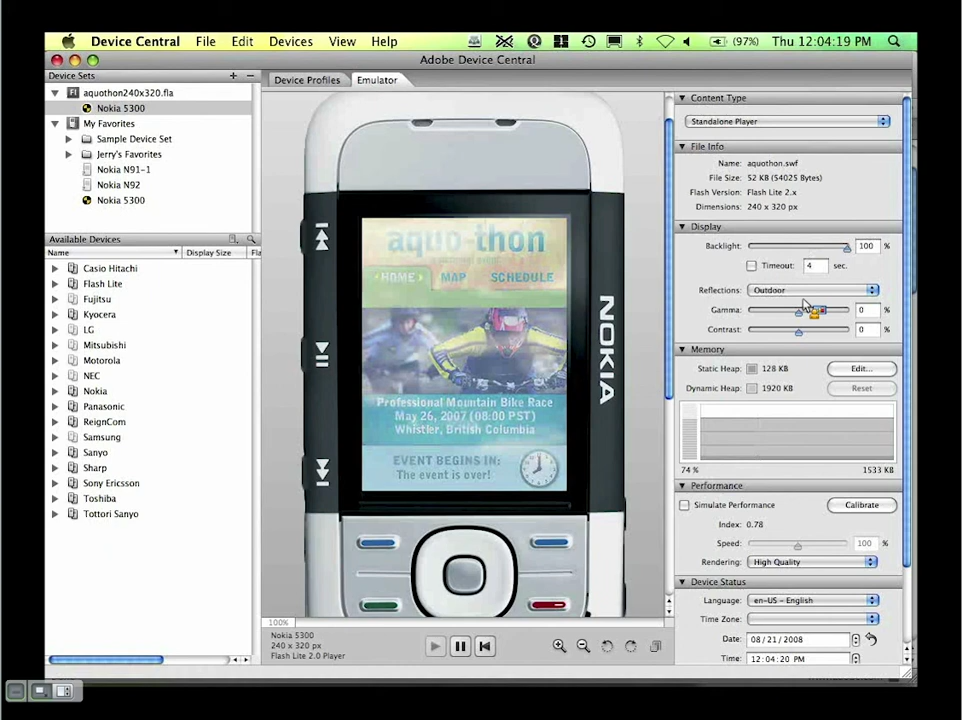 Device Central File Edit Devices View Help (97%) Thu 12:04:19 PM
Adobe Device Central
Device Sets
aquothon240x320.fla
Nokia 5300
My Favorites
Sample Device Set
Jerry's Favorites
Nokia N91-1
Nokia N92
Nokia 5300
Available Devices
Name Display Size Fla
Casio Hitachi
Flash Lite
Fujitsu
Kyocera
LG
Mitsubishi
Motorola
NEC
Nokia
Panasonic
ReignCom
Samsung
Sanyo
Sharp
Sony Ericsson
Toshiba
Tottori Sanyo
Device Profiles Emulator
aquo-thon
HOME MAP SCHEDULE
Professional Mountain Bike Race
May 26, 2007 (08:00 PST)
Whistler, British Columbia
EVENT BEGINS IN:
The event is over!
NOKIA
100%
Nokia 5300
240 x 320 px
Flash Lite 2.0 Player
Content Type
Standalone Player
File Info
Name: aquothon.swf
File Size: 52 KB (54025 Bytes)
Flash Version: Flash Lite 2.x
Dimensions: 240 x 320 px
Display
Backlight: 100 %
Timeout: 4 sec.
Reflections: Outdoor
Gamma: 0 %
Contrast: 0 %
Memory
Static Heap: 128 KB Edit...
Dynamic Heap: 1920 KB Reset
74 % 1533 KB
Performance
Simulate Performance Calibrate
Index: 0.78
Speed: 100 %
Rendering: High Quality
Device Status
Language: en-US - English
Time Zone:
Date: 08/21/2008
Time: 12:04:20 PM